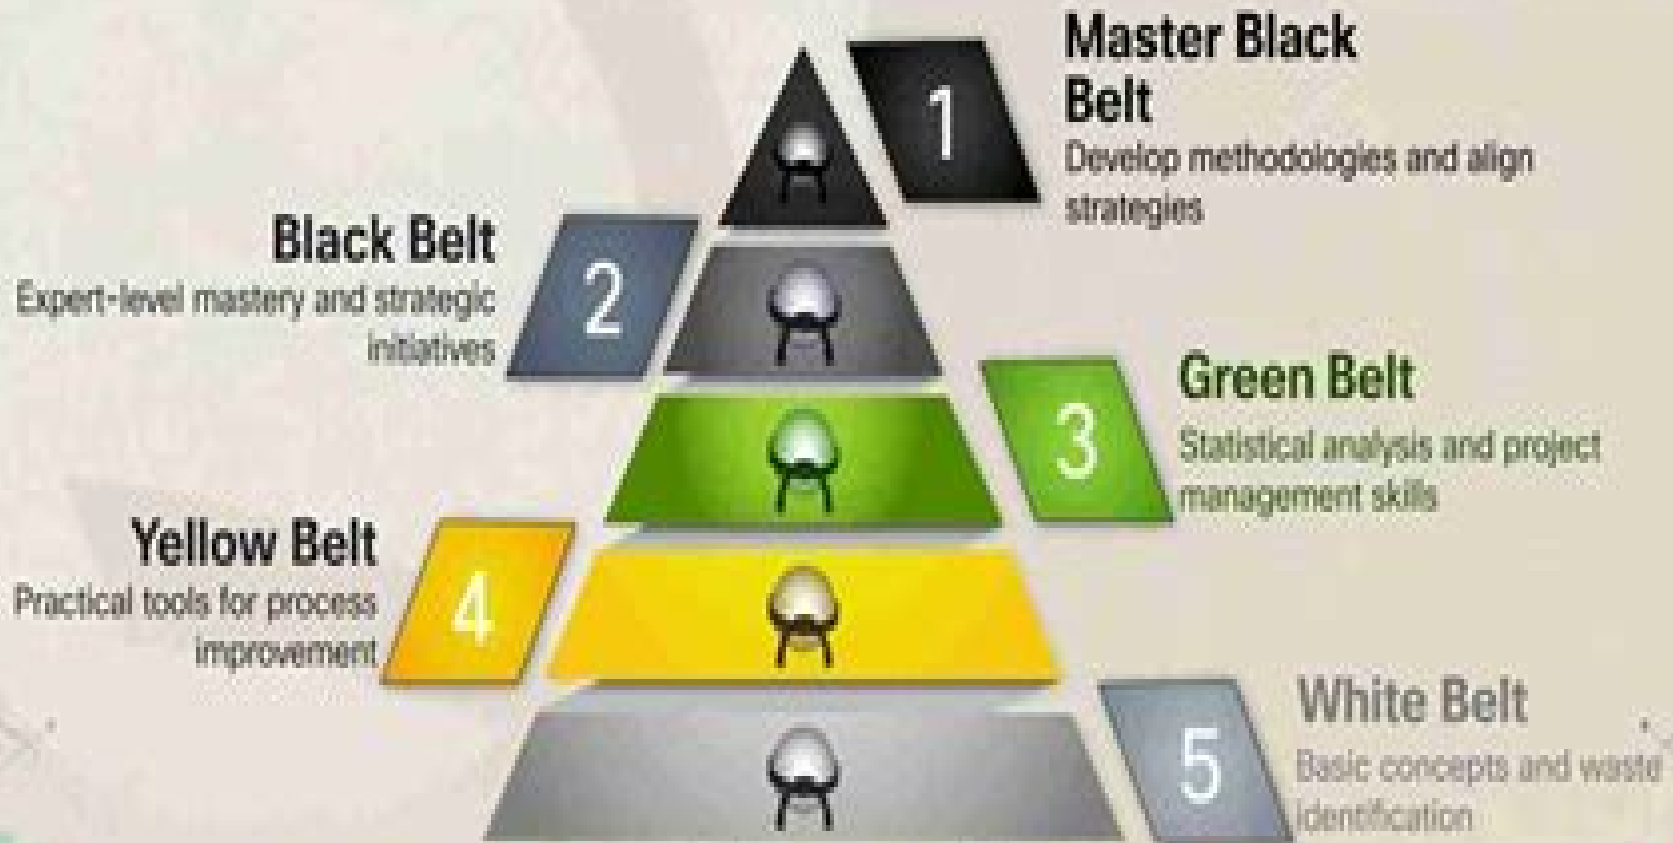 1
Master Black
Belt
Develop methodologies and align
strategies
Black Belt
Expert-level mastery and strategic
initiatives
2
3
Green Belt
Statistical analysis and project
management skills
Yellow Belt
Practical tools for process
improvement
4
5
White Belt
Basic concepts and waste
identification